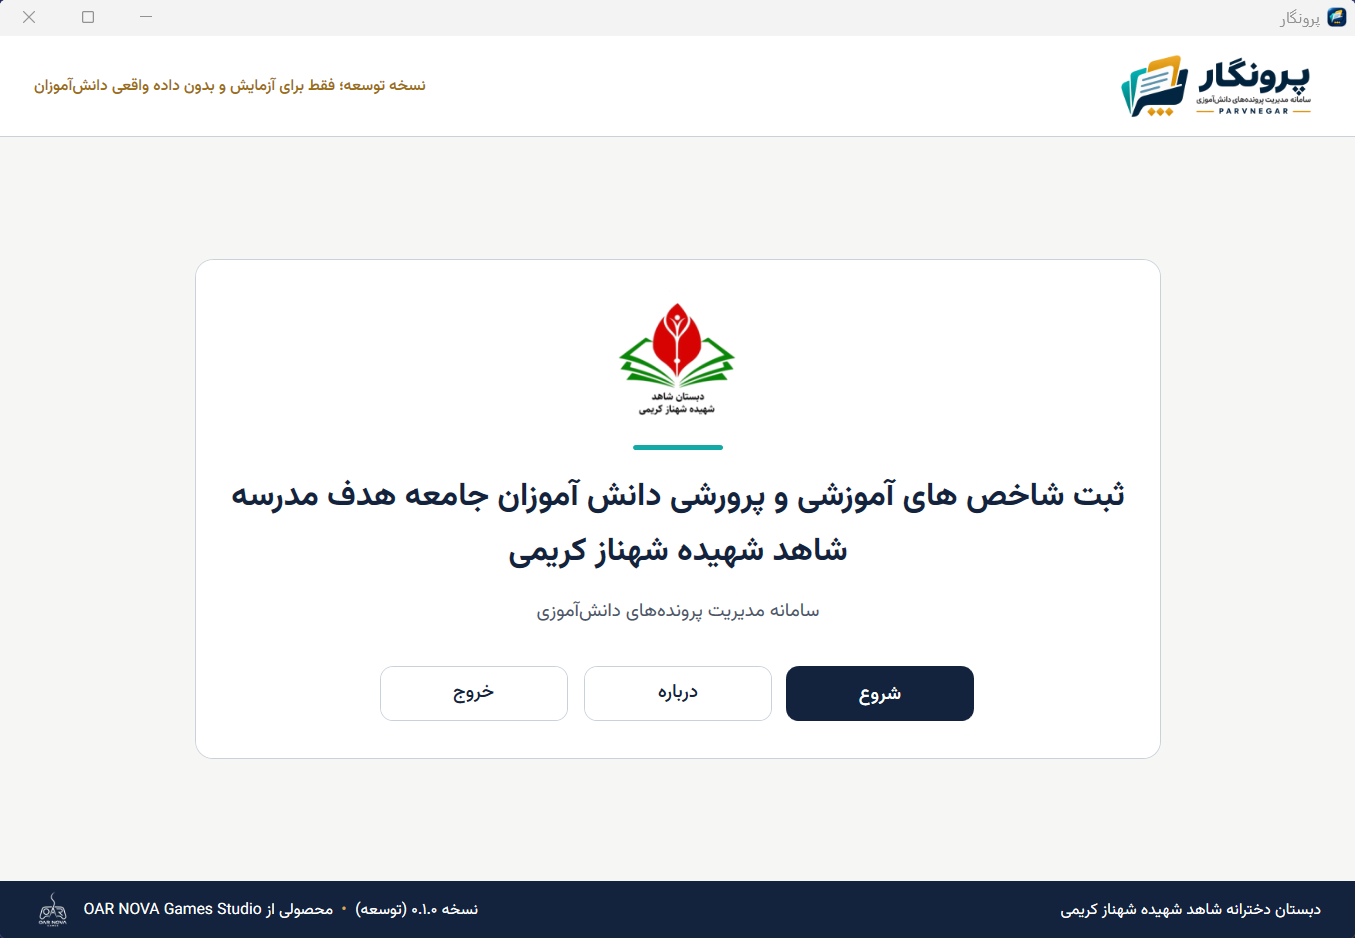 پرونگار
پرونگار
سامانه مدیریت پرونده‌های دانش‌آموزی
PARVNEGAR
نسخه توسعه؛ فقط برای آزمایش و بدون داده واقعی دانش‌آموزان
دبستان شاهد
شهیده شهناز کریمی
ثبت شاخص های آموزشی و پرورشی دانش آموزان جامعه هدف مدرسه
شاهد شهیده شهناز کریمی
سامانه مدیریت پرونده‌های دانش‌آموزی
شروع
درباره
خروج
دبستان دخترانه شاهد شهیده شهناز کریمی
نسخه ۰.۱.۰ (توسعه) • محصولی از OAR NOVA Games Studio
OAR NOVA
GAMES